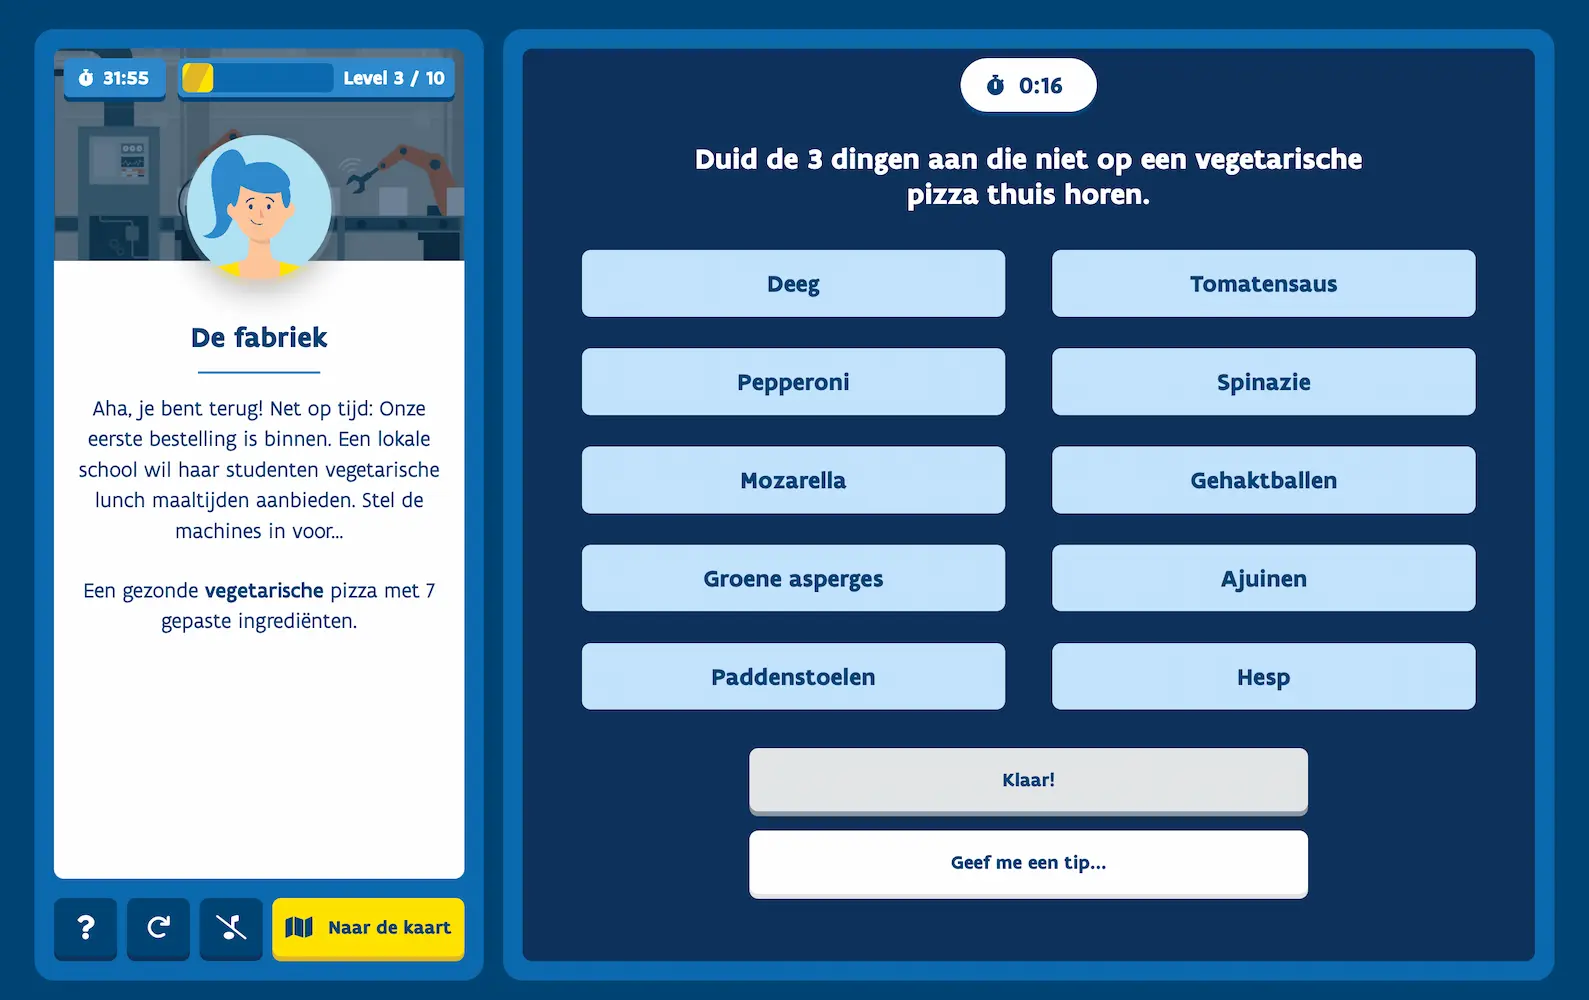 31:55
Level 3 / 10
De fabriek
Aha, je bent terug! Net op tijd: Onze
eerste bestelling is binnen. Een lokale
school wil haar studenten vegetarische
lunch maaltijden aanbieden. Stel de
machines in voor...
Een gezonde vegetarische pizza met 7
gepaste ingrediënten.
?
Naar de kaart
0:16
Duid de 3 dingen aan die niet op een vegetarische
pizza thuis horen.
Deeg
Tomatensaus
Pepperoni
Spinazie
Mozarella
Gehaktballen
Groene asperges
Ajuinen
Paddenstoelen
Hesp
Klaar!
Geef me een tip...